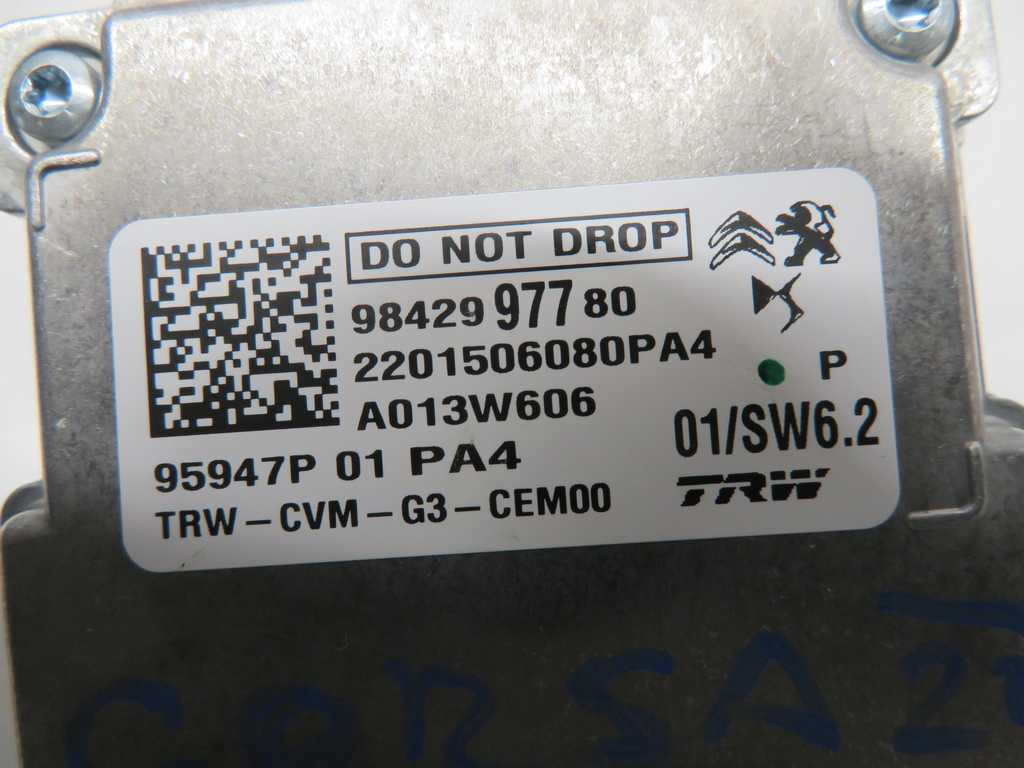 DO NOT DROP
98429 977 80
2201506080PA4
A013W606
P
01/SW6.2
95947P 01 PA4
TRW-CVM-G3-CEM00
TRW
CORSA